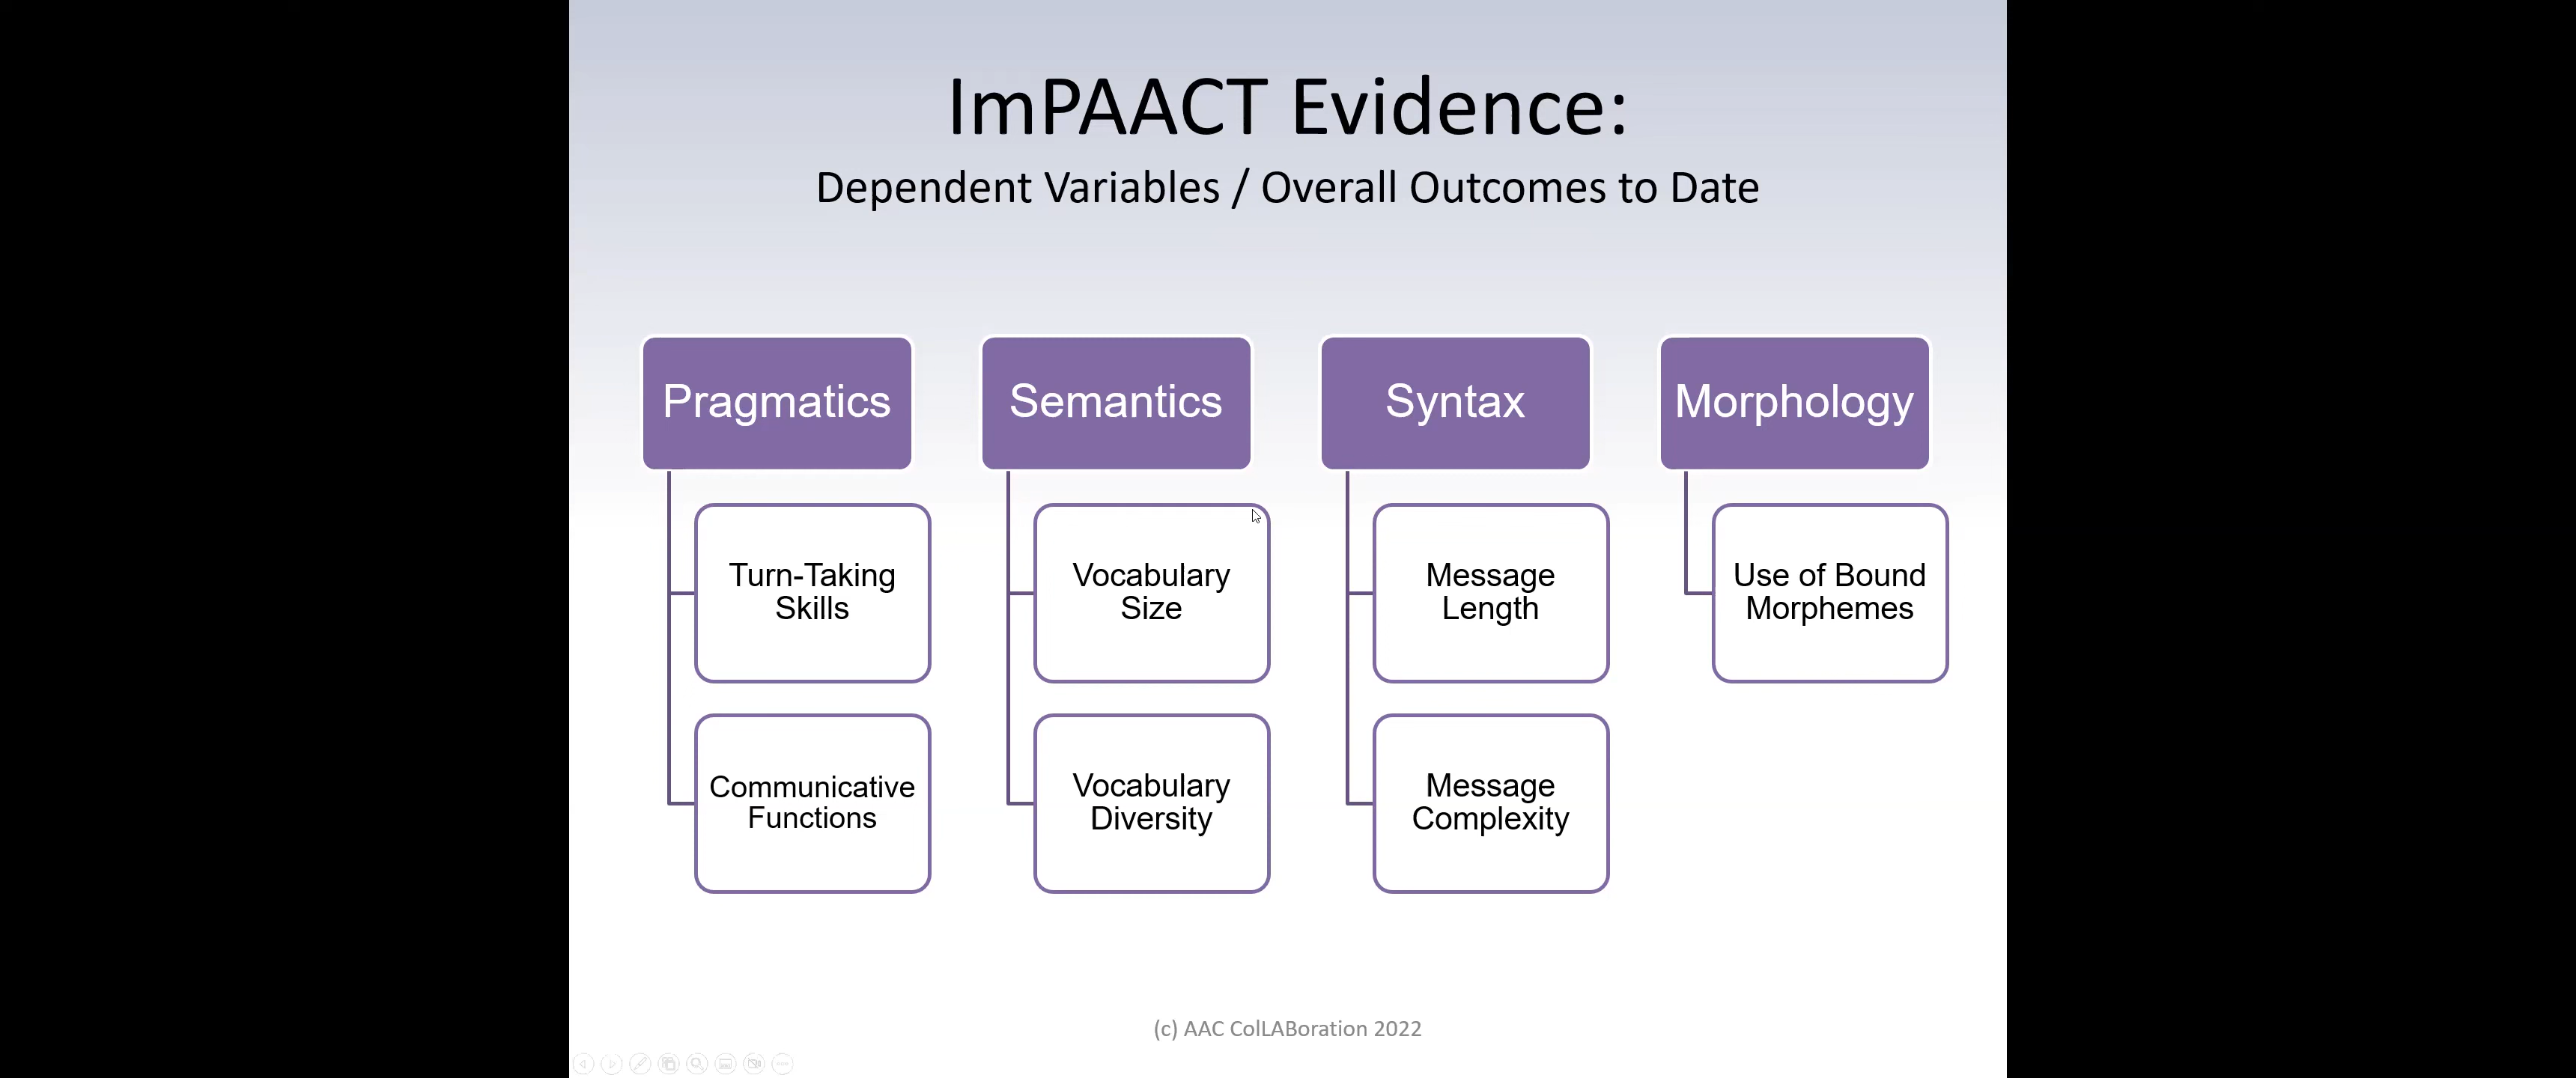 ImPAACT Evidence:
Dependent Variables / Overall Outcomes to Date
Pragmatics
Turn-Taking
Skills
Communicative
Functions
Semantics
Vocabulary
Size
Vocabulary
Diversity
Syntax
Message
Length
Message
Complexity
Morphology
Use of Bound
Morphemes
(c) AAC ColLABoration 2022